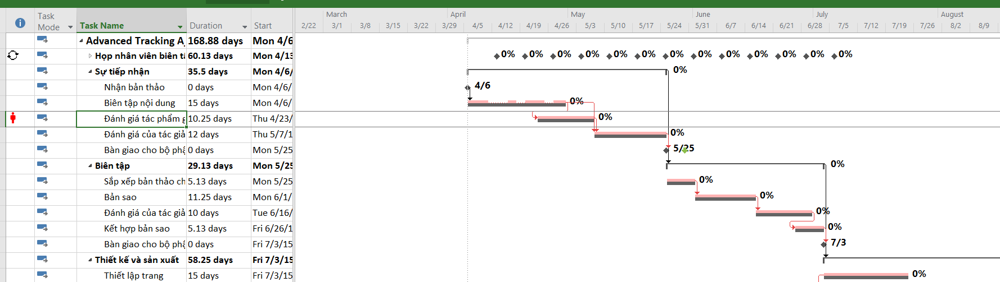 Task Mode Task Name Duration Start
March April May June July August
2/22 3/1 3/8 3/15 3/22 3/29 4/5 4/12 4/19 4/26 5/3 5/10 5/17 5/24 5/31 6/7 6/14 6/21 6/28 7/5 7/12 7/19 7/26 8/2 8/9
Advanced Tracking A 168.88 days Mon 4/6
Họp nhân viên biên tậ 60.13 days Mon 4/13 0% 0% 0% 0% 0% 0% 0% 0% 0% 0% 0% 0% 0%
Sự tiếp nhận 35.5 days Mon 4/6/ 0%
Nhận bản thảo 0 days Mon 4/6/ 4/6
Biên tập nội dung 15 days Mon 4/6/ 0%
Đánh giá tác phẩm g 10.25 days Thu 4/23/ 0%
Đánh giá của tác giả 12 days Thu 5/7/1 0%
Bàn giao cho bộ phậ 0 days Mon 5/25 5/25
Biên tập 29.13 days Mon 5/25 0%
Sắp xếp bản thảo ch 5.13 days Mon 5/25 0%
Bản sao 11.25 days Mon 6/1/ 0%
Đánh giá của tác giả 10 days Tue 6/16/ 0%
Kết hợp bản sao 5.13 days Fri 6/26/1 0%
Bàn giao cho bộ phậ 0 days Fri 7/3/15 7/3
Thiết kế và sản xuất 58.25 days Fri 7/3/15
Thiết lập trang 15 days Fri 7/3/15 0%